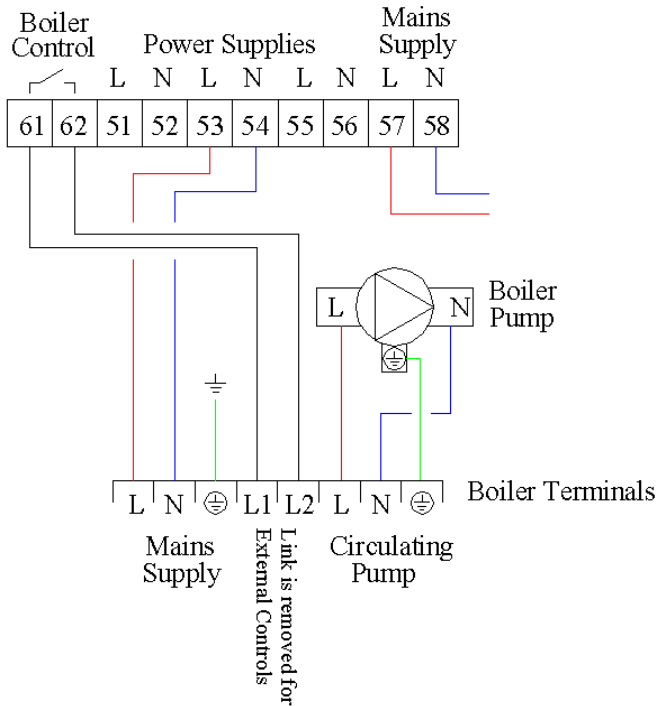 Boiler
Control
Power Supplies
Mains
Supply
L N L N L N L N
61 62 51 52 53 54 55 56 57 58
L N
Boiler
Pump
L N L1 L2 L N
Boiler Terminals
Mains
Supply
Link is removed for
External Controls
Circulating
Pump